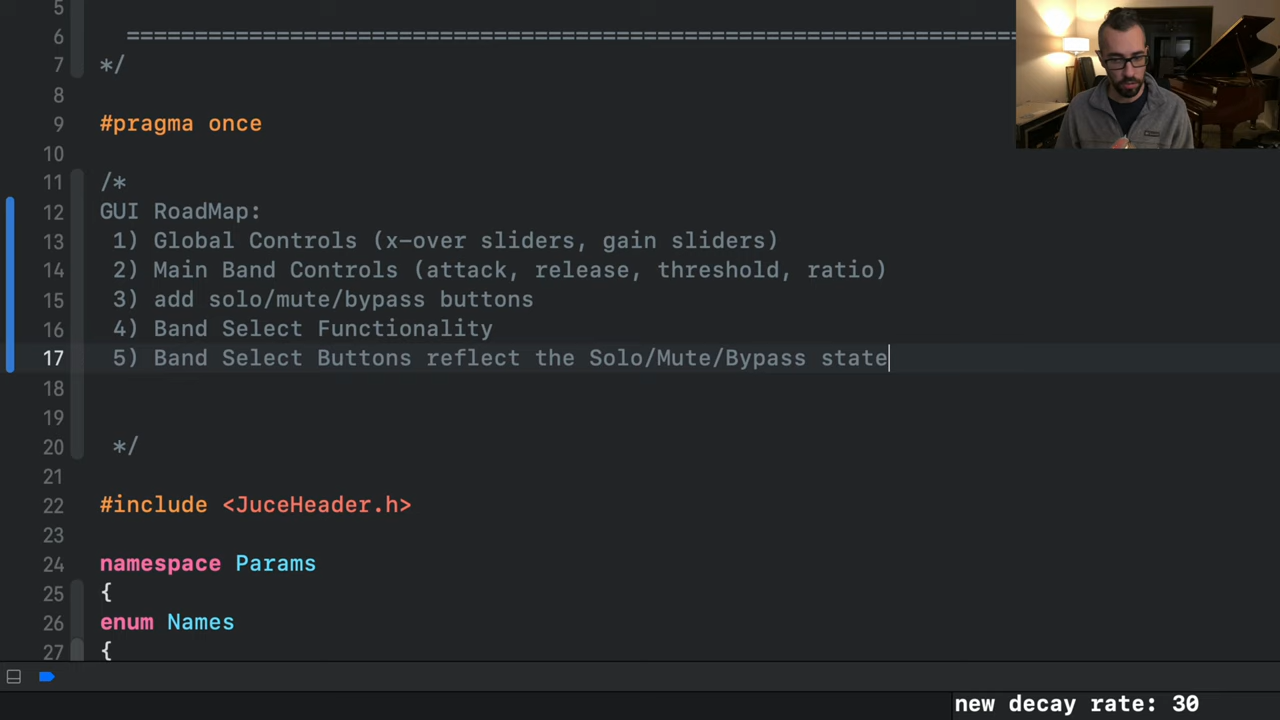 5
6 ==================================================================
7 */
8
9 #pragma once
10
11 /*
12 GUI RoadMap:
13 1) Global Controls (x-over sliders, gain sliders)
14 2) Main Band Controls (attack, release, threshold, ratio)
15 3) add solo/mute/bypass buttons
16 4) Band Select Functionality
17 5) Band Select Buttons reflect the Solo/Mute/Bypass state
18
19
20 */
21
22 #include <JuceHeader.h>
23
24 namespace Params
25 {
26 enum Names
27 {
new decay rate: 30